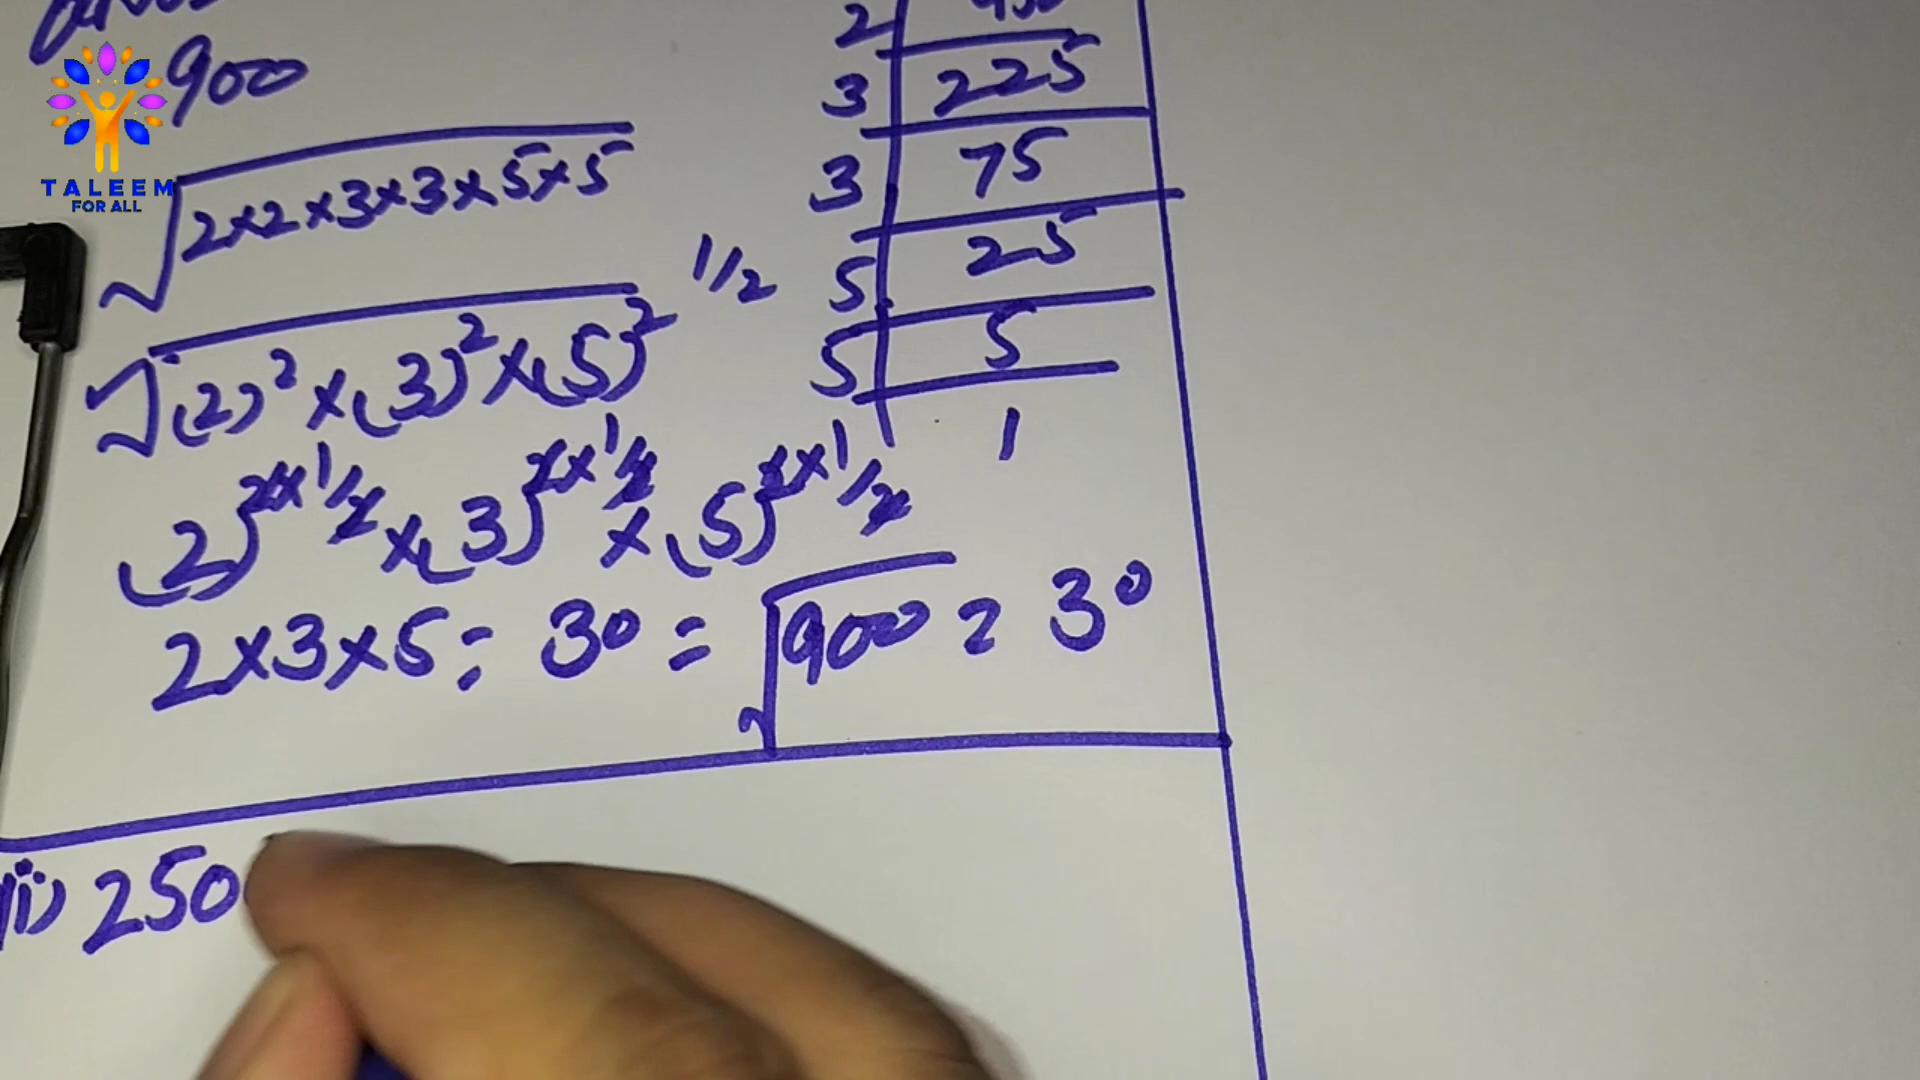 900
TALEEM
FOR ALL
√2×2×3×3×5×5
√(2)²×(3)²×(5)² 1/2
(2)^2×1/2 ×(3)^2×1/2 ×(5)^2×1/2
2×3×5= 30 = √900 = 30
2
3 225
3 75
5 25
5 5
1
ii) 250